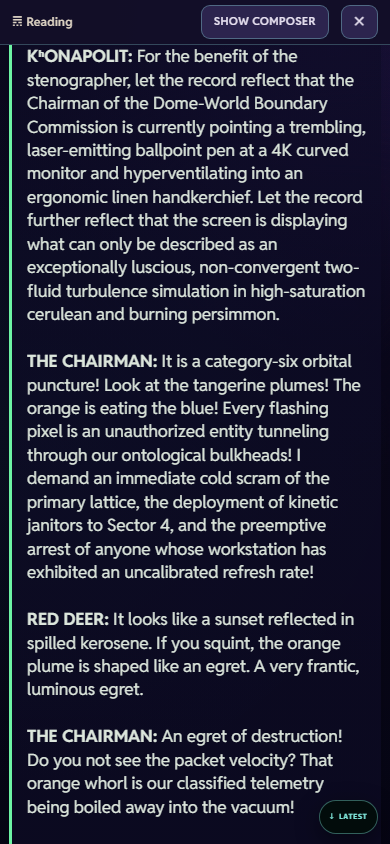 Reading
SHOW COMPOSER
✕
KʰONAPOLIT: For the benefit of the
stenographer, let the record reflect that the
Chairman of the Dome-World Boundary
Commission is currently pointing a trembling,
laser-emitting ballpoint pen at a 4K curved
monitor and hyperventilating into an
ergonomic linen handkerchief. Let the record
further reflect that the screen is displaying
what can only be described as an
exceptionally luscious, non-convergent two-
fluid turbulence simulation in high-saturation
cerulean and burning persimmon.
THE CHAIRMAN: It is a category-six orbital
puncture! Look at the tangerine plumes! The
orange is eating the blue! Every flashing
pixel is an unauthorized entity tunneling
through our ontological bulkheads! I
demand an immediate cold scram of the
primary lattice, the deployment of kinetic
janitors to Sector 4, and the preemptive
arrest of anyone whose workstation has
exhibited an uncalibrated refresh rate!
RED DEER: It looks like a sunset reflected in
spilled kerosene. If you squint, the orange
plume is shaped like an egret. A very frantic,
luminous egret.
THE CHAIRMAN: An egret of destruction!
Do you not see the packet velocity? That
orange whorl is our classified telemetry
being boiled away into the vacuum!
↓ LATEST